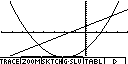 TRACE ZOOM SKTCH G-SLV TABL D